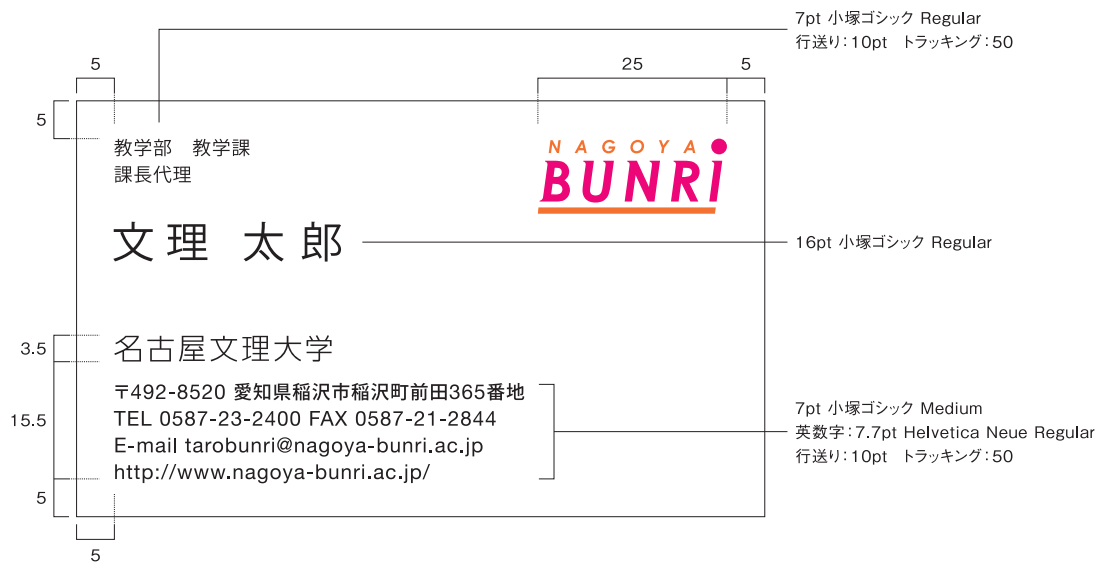 7pt 小塚ゴシック Regular
行送り：10pt　トラッキング：50
5
25
5
5
教学部　教学課
課長代理
NAGOYA
BUNRi
文理 太郎
16pt 小塚ゴシック Regular
3.5
名古屋文理大学
15.5
〒492-8520 愛知県稲沢市稲沢町前田365番地
TEL 0587-23-2400 FAX 0587-21-2844
E-mail tarobunri@nagoya-bunri.ac.jp
http://www.nagoya-bunri.ac.jp/
7pt 小塚ゴシック Medium
英数字：7.7pt Helvetica Neue Regular
行送り：10pt　トラッキング：50
5
5